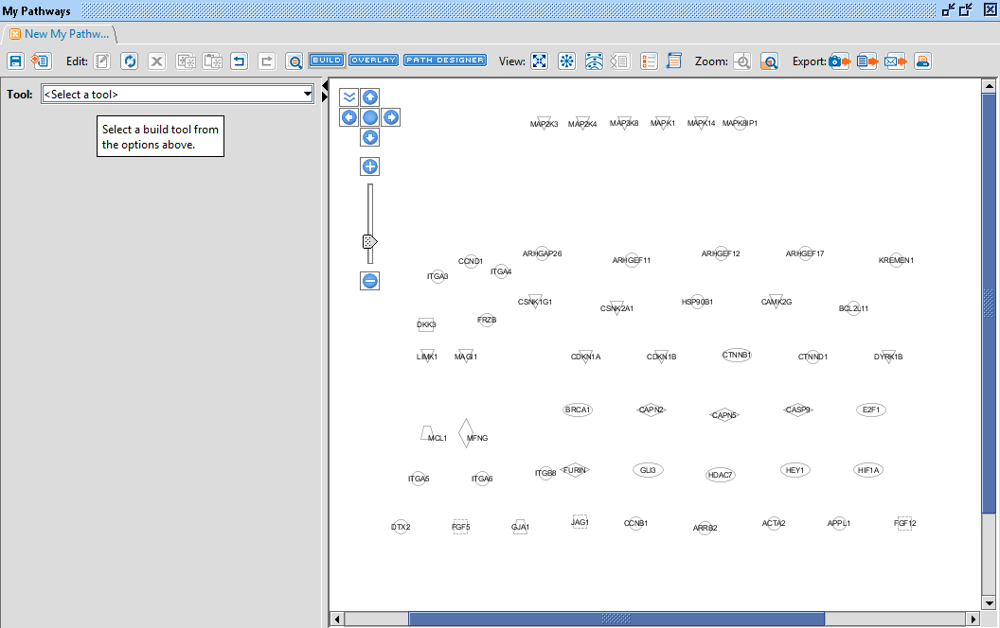 My Pathways
New My Pathw...
Edit:
BUILD
OVERLAY
PATH DESIGNER
View:
Zoom:
Export:
Tool:
<Select a tool>
Select a build tool from
the options above.
MAP2K3 MAP2K4 MAP3K8 MAPK1 MAPK14 MAPK8IP1
ARHGAP26 ARHGEF11 ARHGEF12 ARHGEF17 KREMEN1
CCND1 ITGA3 ITGA4
CSNK1G1 CSNK2A1 HSP90B1 CAMK2G BCL2L11
DKK3 FRZB
LIMK1 MAGI1 CDKN1A CDKN1B CTNNB1 CTNND1 DYRK1B
BRCA1 CAPN2 CAPN5 CASP9 E2F1
MCL1 MFNG
ITGA5 ITGA6 ITGB8 FURIN GLI3 HDAC7 HEY1 HIF1A
DTX2 FGF5 GJA1 JAG1 CCNB1 ARRB2 ACTA2 APPL1 FGF12